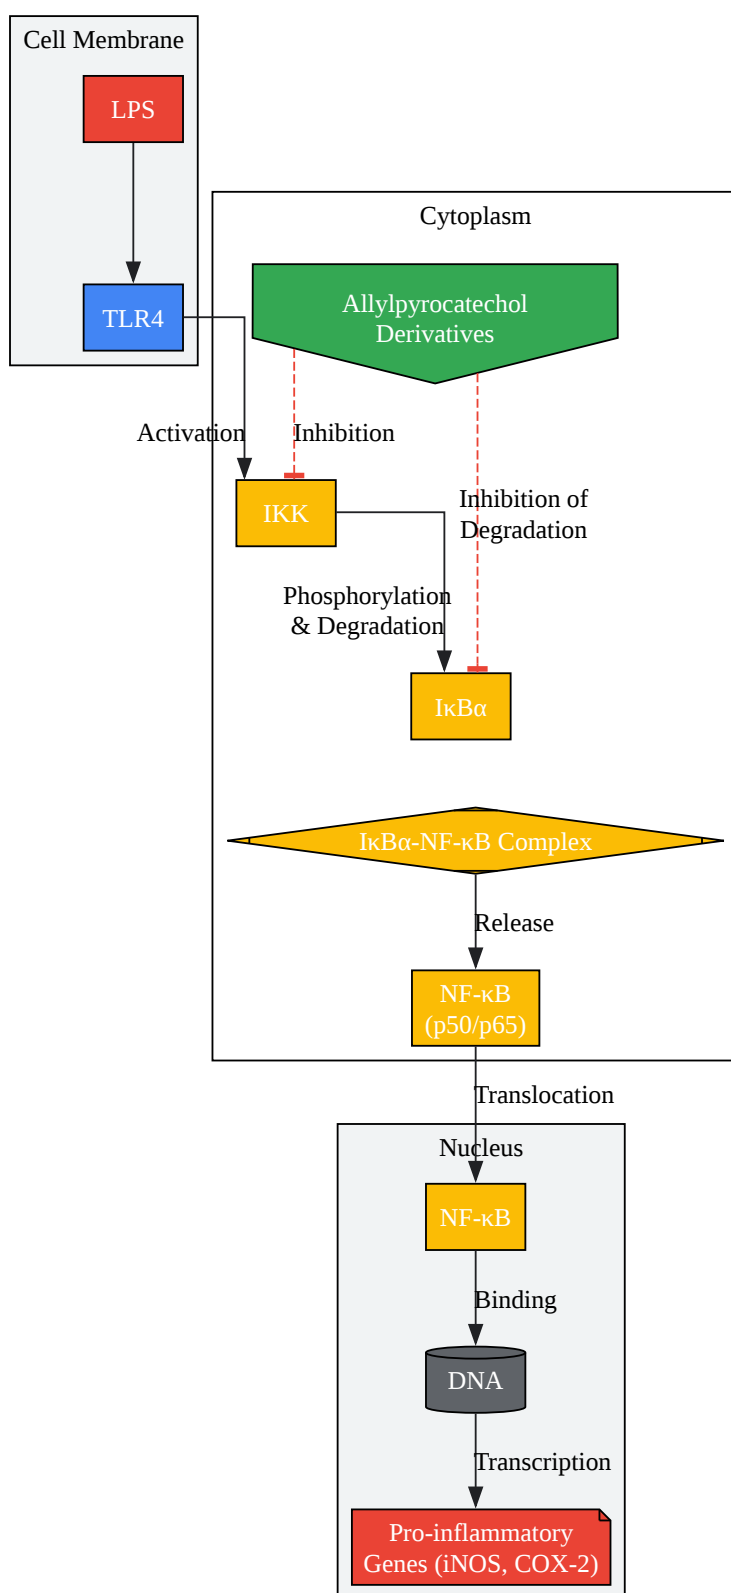 Cell Membrane
LPS
TLR4
Cytoplasm
Allylpyrocatechol
Derivatives
Activation
Inhibition
IKK
Inhibition of
Degradation
Phosphorylation
& Degradation
IκBα
IκBα-NF-κB Complex
Release
NF-κB
(p50/p65)
Translocation
Nucleus
NF-κB
Binding
DNA
Transcription
Pro-inflammatory
Genes (iNOS, COX-2)